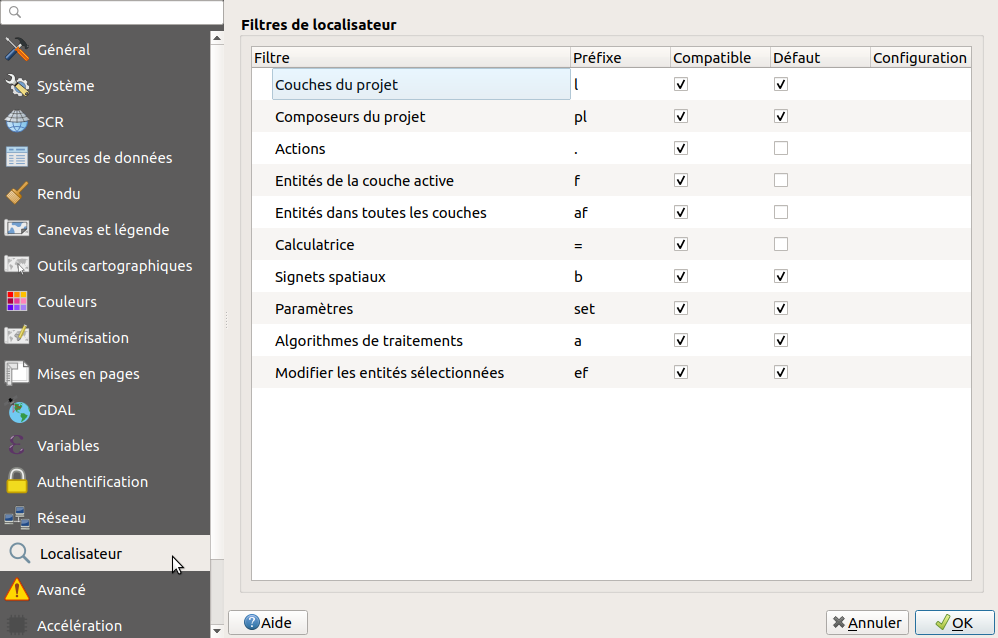 Général
Système
SCR
Sources de données
Rendu
Canevas et légende
Outils cartographiques
Couleurs
Numérisation
Mises en pages
GDAL
Variables
Authentification
Réseau
Localisateur
Avancé
Accélération
Filtres de localisateur
Filtre Préfixe Compatible Défaut Configuration
Couches du projet l
Composeurs du projet pl
Actions .
Entités de la couche active f
Entités dans toutes les couches af
Calculatrice =
Signets spatiaux b
Paramètres set
Algorithmes de traitements a
Modifier les entités sélectionnées ef
Aide Annuler OK